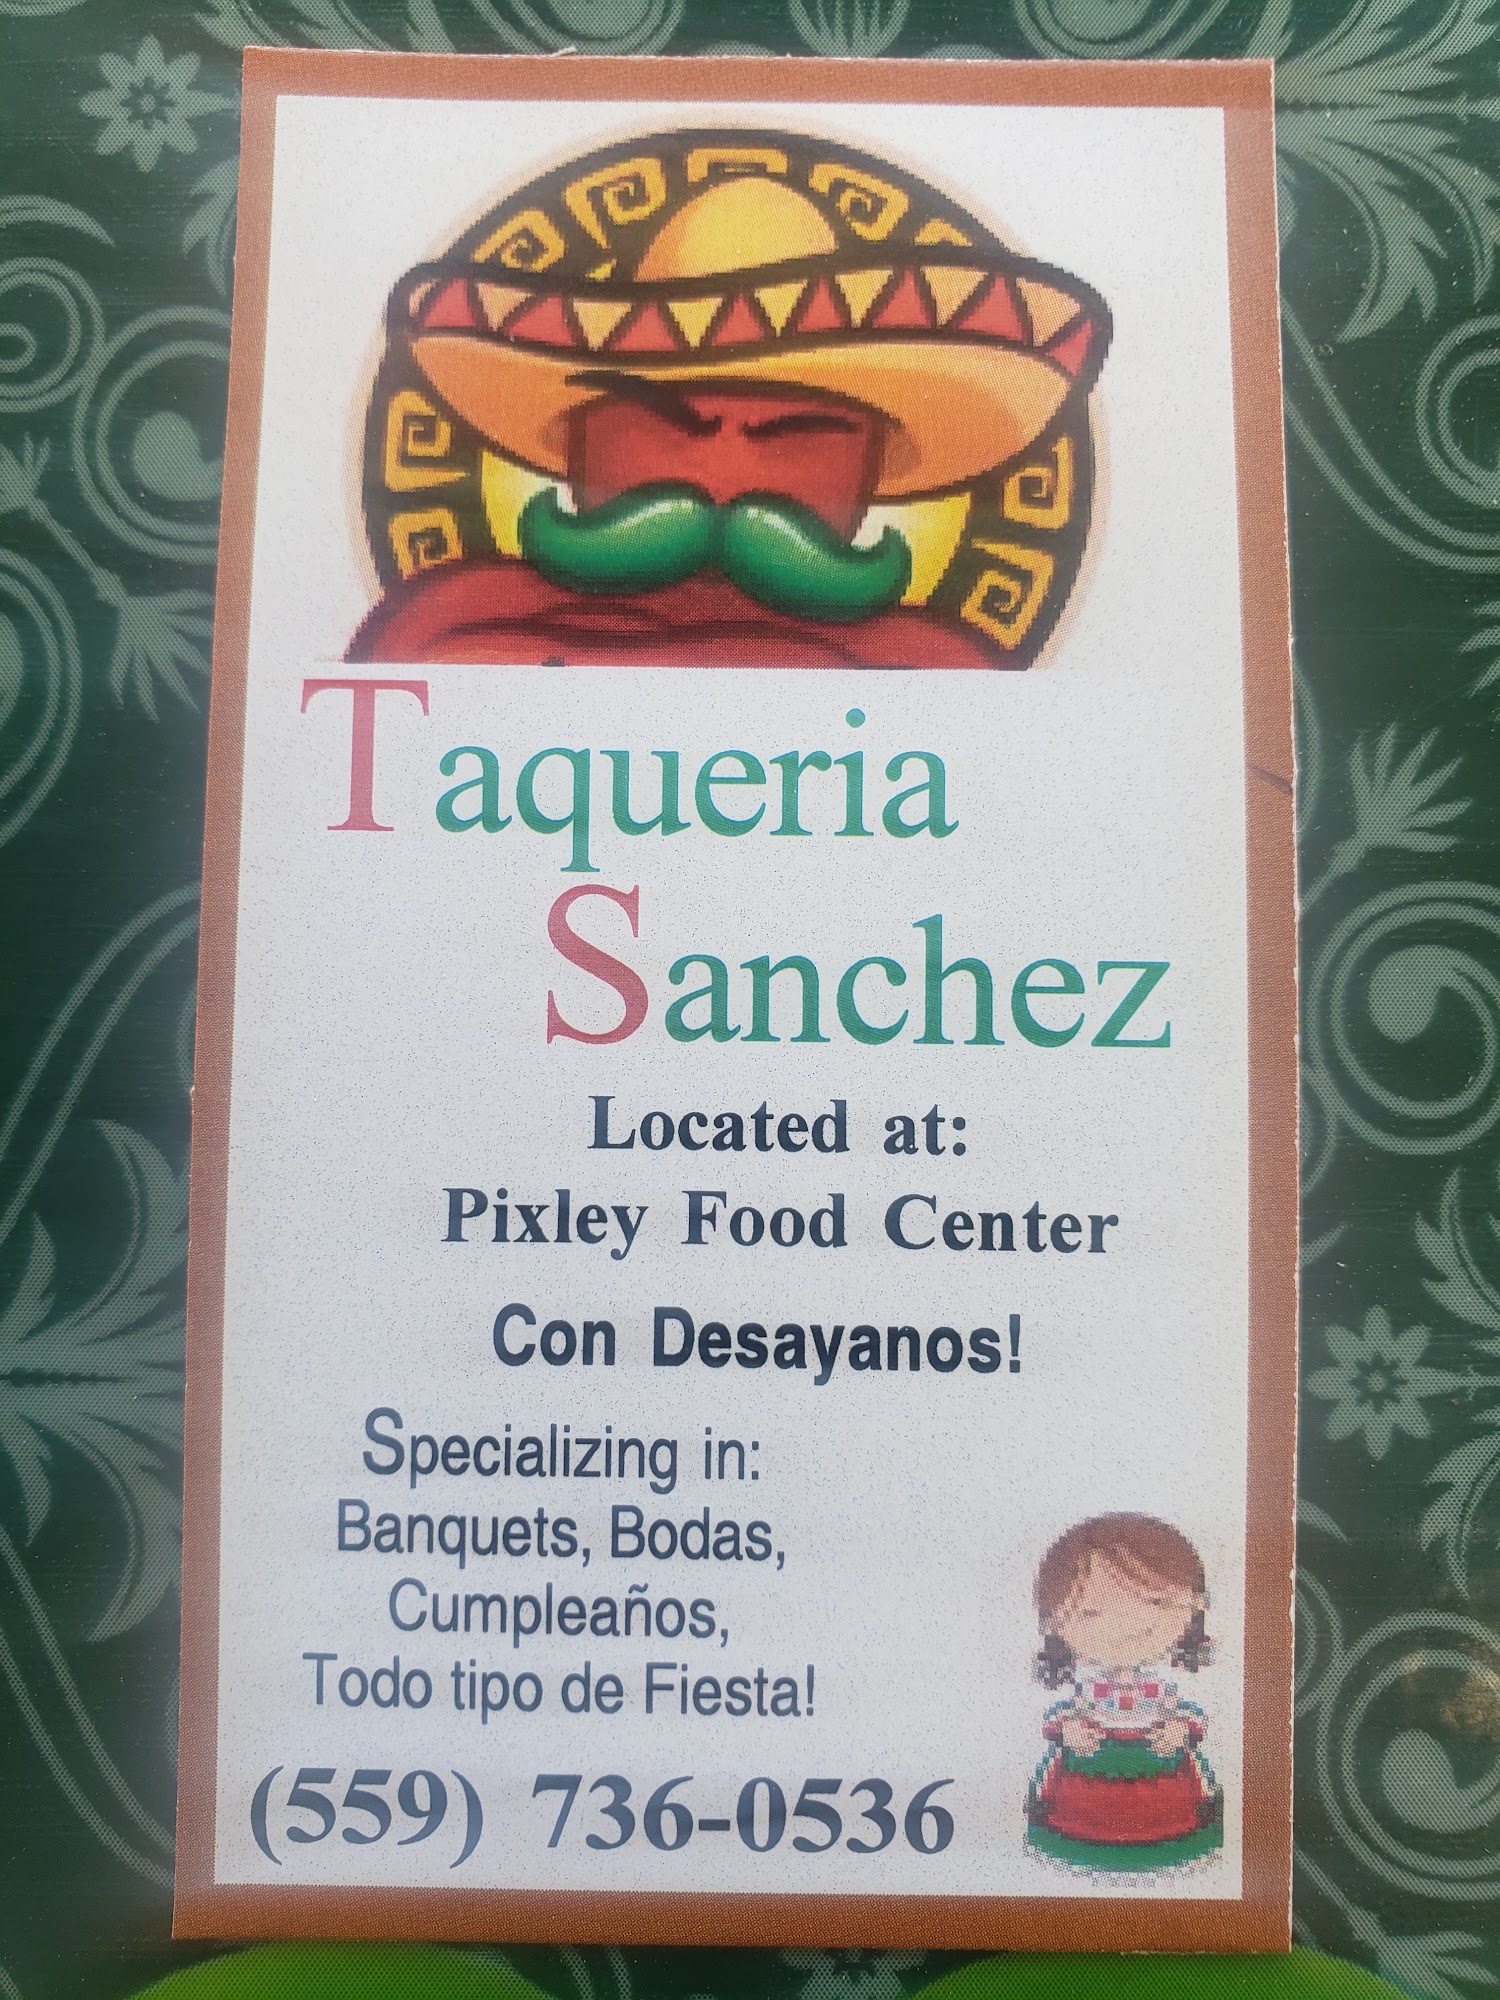 Taqueria
Sanchez
Located at:
Pixley Food Center
Con Desayanos!
Specializing in:
Banquets, Bodas,
Cumpleaños,
Todo tipo de Fiesta!
(559) 736-0536